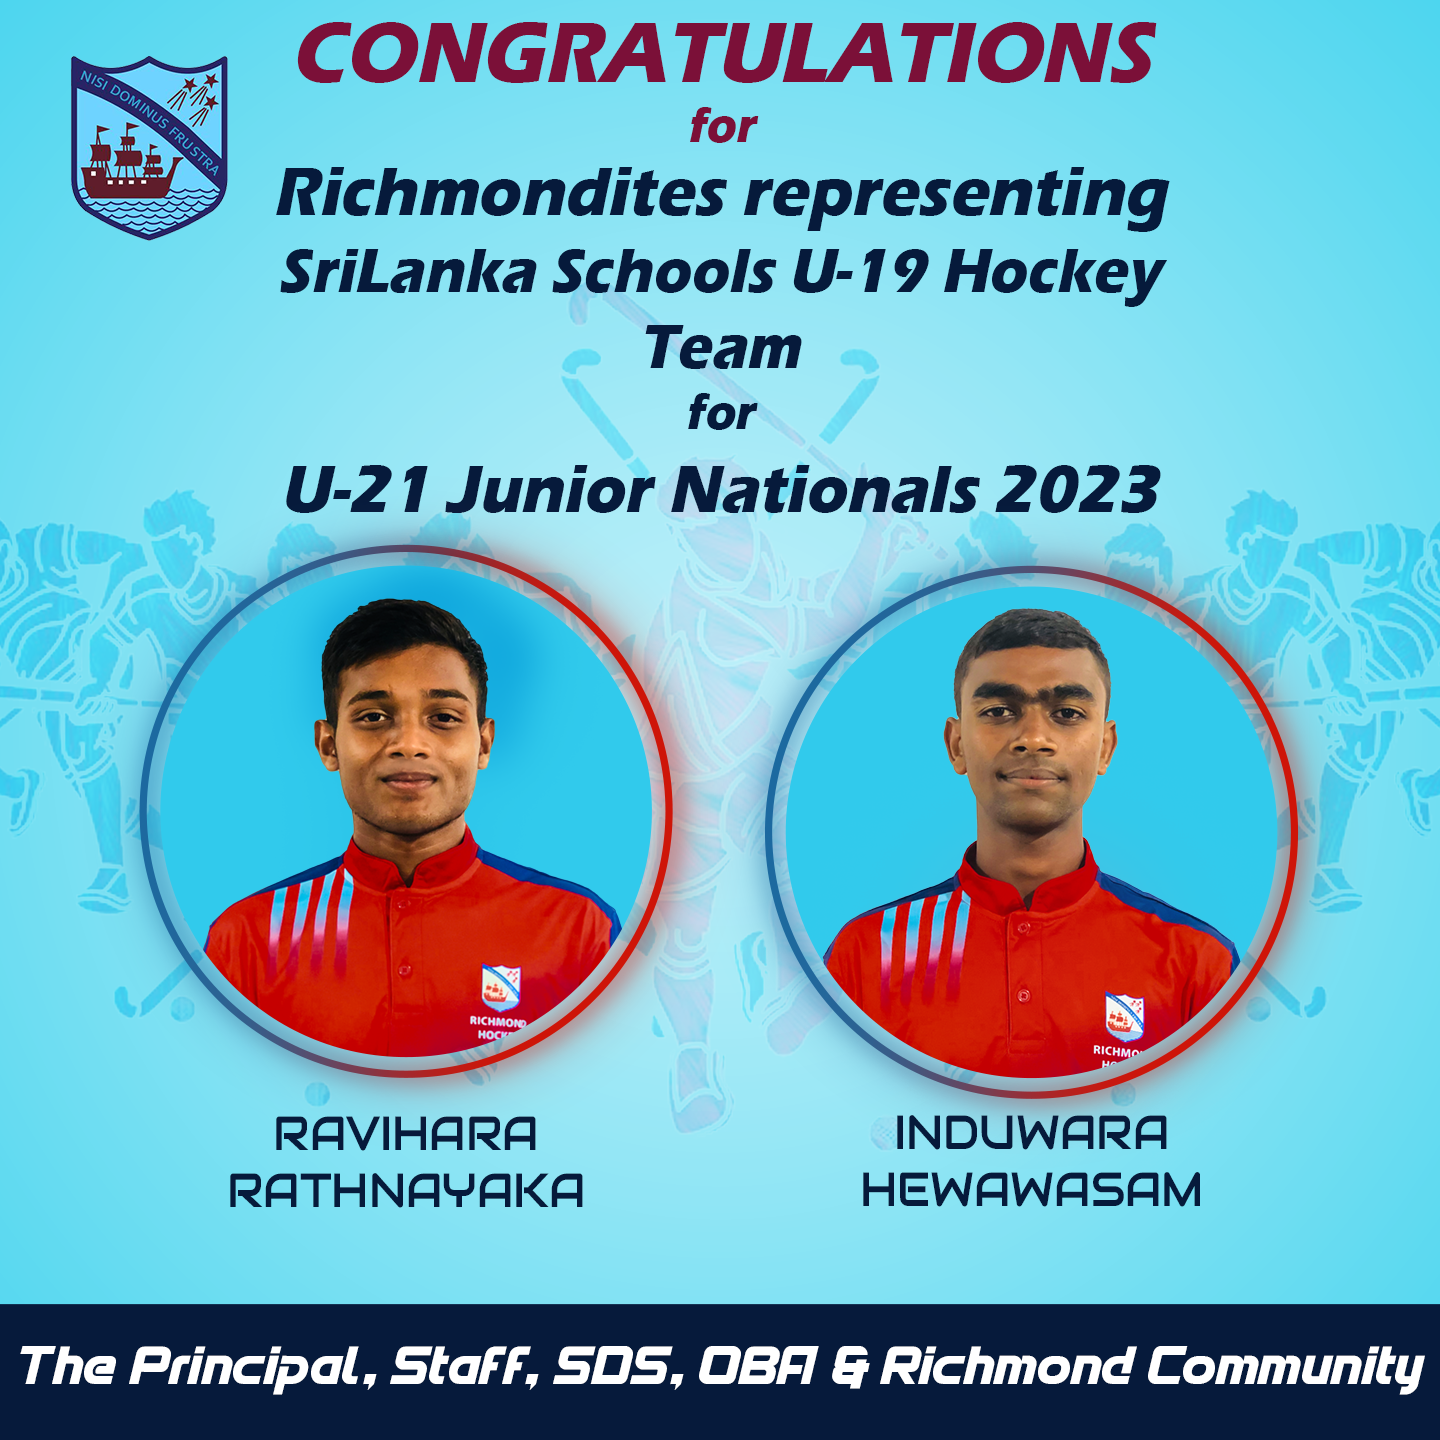 CONGRATULATIONS
for
Richmondites representing
SriLanka Schools U-19 Hockey
Team
for
U-21 Junior Nationals 2023
NISI DOMINUS FRUSTRA
RICHMOND
RICHMO
RAVIHARA
RATHNAYAKA
INDUWARA
HEWAWASAM
The Principal, Staff, SDS, OBA & Richmond Community